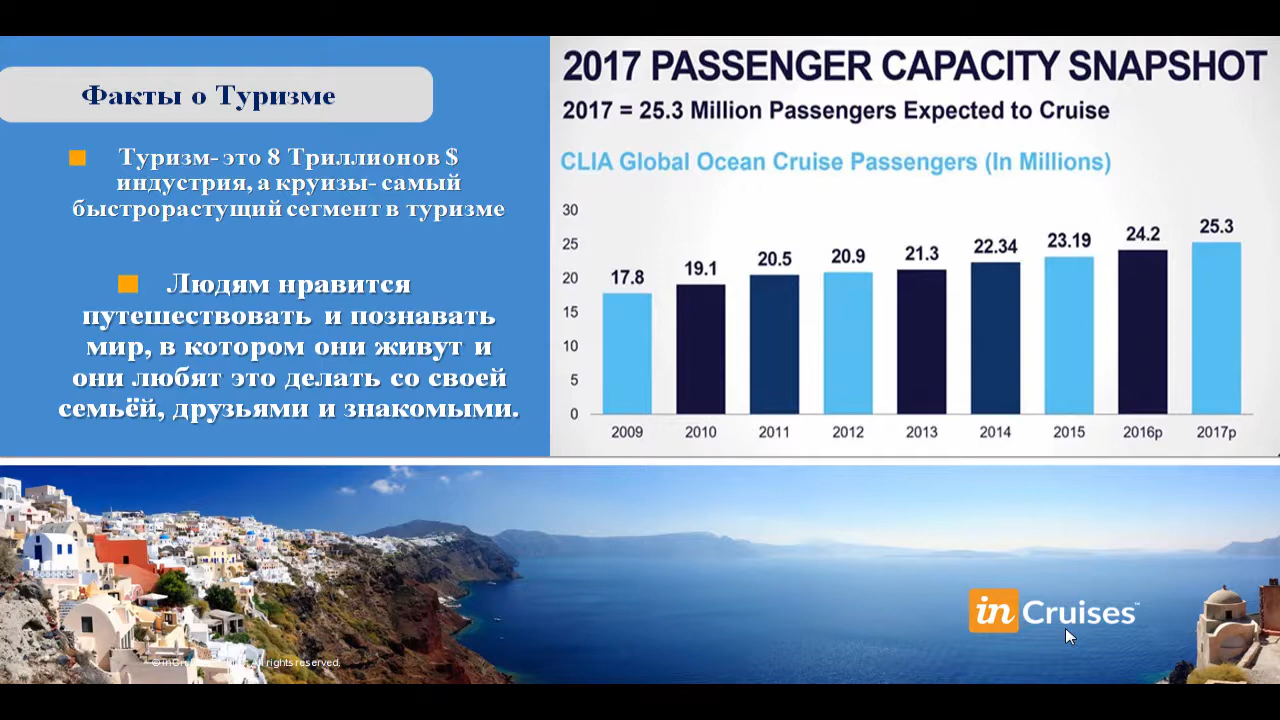 Факты о Туризме
Туризм- это 8 Триллионов $
индустрия, а круизы- самый
быстрорастущий сегмент в туризме
Людям нравится
путешествовать и познавать
мир, в котором они живут и
они любят это делать со своей
семьёй, друзьями и знакомыми.
2017 PASSENGER CAPACITY SNAPSHOT
2017 = 25.3 Million Passengers Expected to Cruise
CLIA Global Ocean Cruise Passengers (In Millions)
30
25
20
15
10
5
0
17.8 19.1 20.5 20.9 21.3 22.34 23.19 24.2 25.3
2009 2010 2011 2012 2013 2014 2015 2016p 2017p
in Cruises™
All rights reserved.